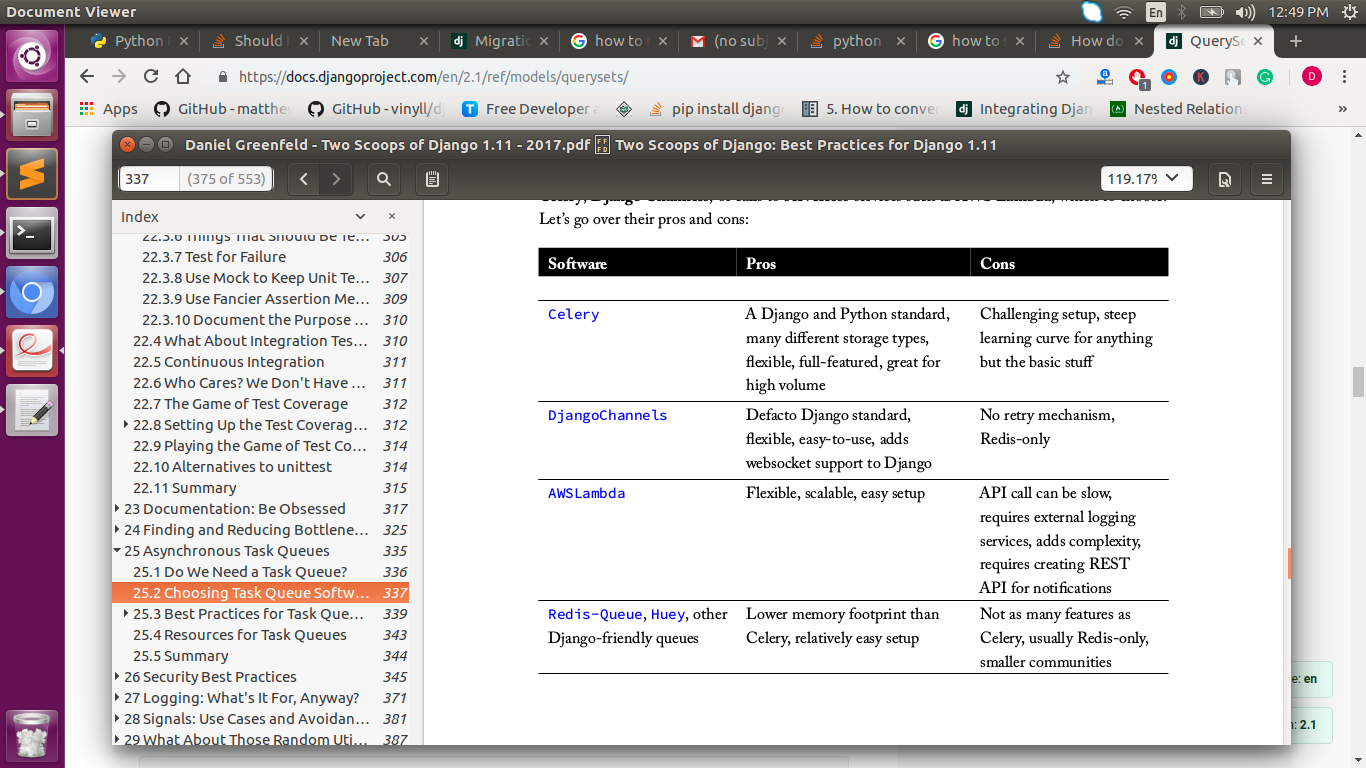 Document Viewer
En
12:49 PM
Python
Should
New Tab
Migrati
how to
(no subj
python
how to
How do
QuerySe
https://docs.djangoproject.com/en/2.1/ref/models/querysets/
1
D
Apps
GitHub - matthe
GitHub - vinyll/dj
Free Developer a
pip install djang
5. How to conve
Integrating Djan
Nested Relations
»
Daniel Greenfeld - Two Scoops of Django 1.11 - 2017.pdf Two Scoops of Django: Best Practices for Django 1.11
337 (375 of 553)
119.17%
Index
22.3.6 Things That Should Be Te... 305
22.3.7 Test for Failure 306
22.3.8 Use Mock to Keep Unit Te... 307
22.3.9 Use Fancier Assertion Me... 309
22.3.10 Document the Purpose ... 310
22.4 What About Integration Tes... 310
22.5 Continuous Integration 311
22.6 Who Cares? We Don't Have ... 311
22.7 The Game of Test Coverage 312
22.8 Setting Up the Test Coverag... 312
22.9 Playing the Game of Test Co... 314
22.10 Alternatives to unittest 314
22.11 Summary 315
23 Documentation: Be Obsessed 317
24 Finding and Reducing Bottlene... 325
25 Asynchronous Task Queues 335
25.1 Do We Need a Task Queue? 336
25.2 Choosing Task Queue Softw... 337
25.3 Best Practices for Task Que... 339
25.4 Resources for Task Queues 343
25.5 Summary 344
26 Security Best Practices 345
27 Logging: What's It For, Anyway? 371
28 Signals: Use Cases and Avoidan... 381
29 What About Those Random Uti... 387
Let's go over their pros and cons:
Software Pros Cons
Celery
A Django and Python standard,
many different storage types,
flexible, full-featured, great for
high volume
Challenging setup, steep
learning curve for anything
but the basic stuff
DjangoChannels
Defacto Django standard,
flexible, easy-to-use, adds
websocket support to Django
No retry mechanism,
Redis-only
AWSLambda
Flexible, scalable, easy setup
API call can be slow,
requires external logging
services, adds complexity,
requires creating REST
API for notifications
Redis-Queue, Huey, other
Django-friendly queues
Lower memory footprint than
Celery, relatively easy setup
Not as many features as
Celery, usually Redis-only,
smaller communities
e: en
: 2.1